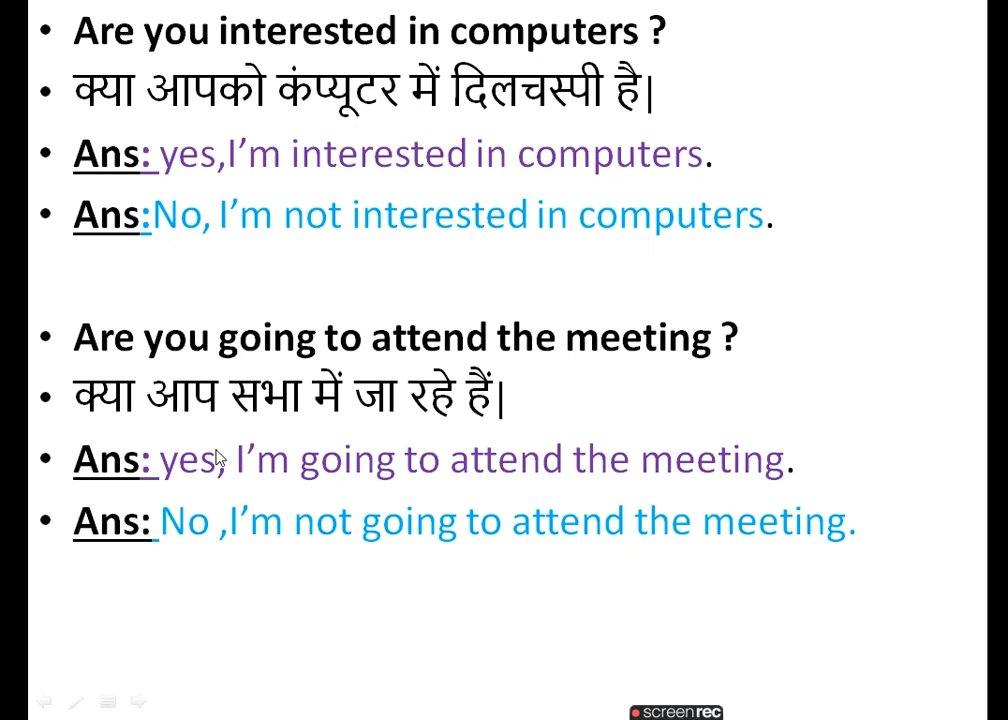 • Are you interested in computers ?
• क्या आपको कंप्यूटर में दिलचस्पी है|
• Ans: yes,I’m interested in computers.
• Ans:No, I’m not interested in computers.
• Are you going to attend the meeting ?
• क्या आप सभा में जा रहे हैं|
• Ans: yes, I’m going to attend the meeting.
• Ans: No ,I’m not going to attend the meeting.
screenrec